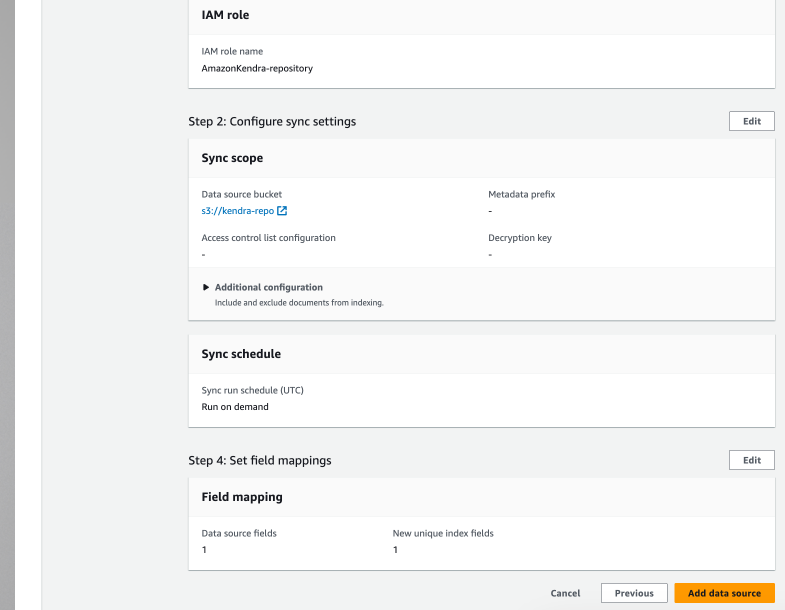 IAM role
IAM role name
AmazonKendra-repository
Step 2: Configure sync settings
Edit
Sync scope
Data source bucket
Metadata prefix
s3://kendra-repo
-
Access control list configuration
Decryption key
-
-
Additional configuration
Include and exclude documents from indexing.
Sync schedule
Sync run schedule (UTC)
Run on demand
Step 4: Set field mappings
Edit
Field mapping
Data source fields
New unique index fields
1
1
Cancel
Previous
Add data source